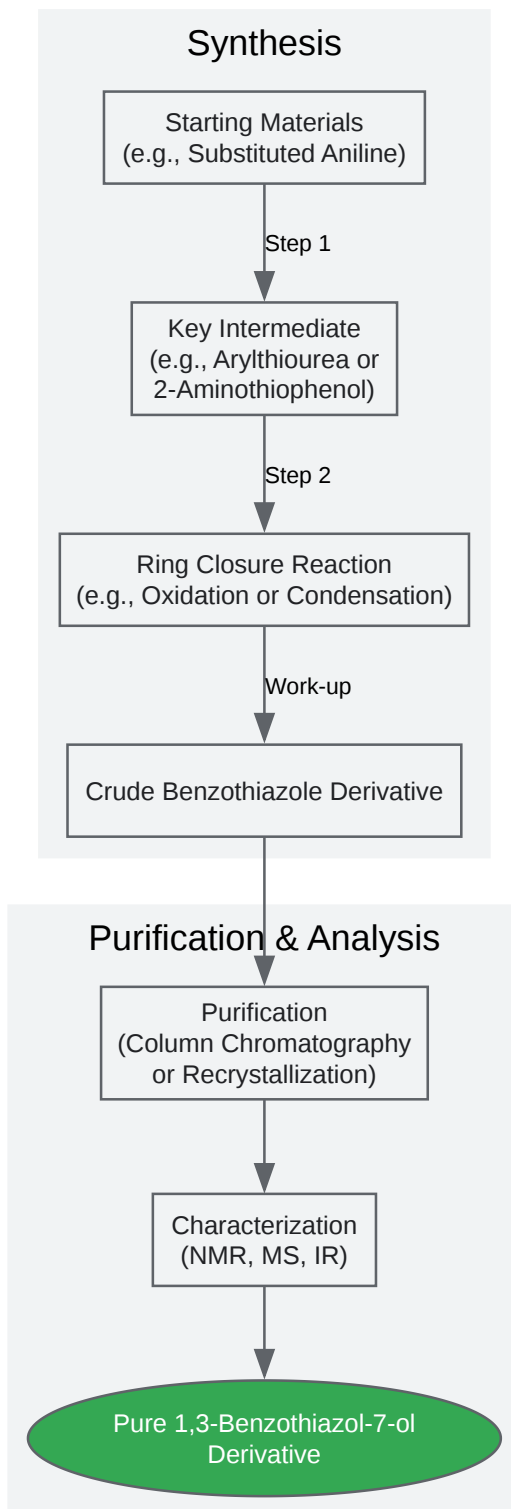 Synthesis
Starting Materials
(e.g., Substituted Aniline)
Step 1
Key Intermediate
(e.g., Arylthiourea or
2-Aminothiophenol)
Step 2
Ring Closure Reaction
(e.g., Oxidation or Condensation)
Work-up
Crude Benzothiazole Derivative
Purification & Analysis
Purification
(Column Chromatography
or Recrystallization)
Characterization
(NMR, MS, IR)
Pure 1,3-Benzothiazol-7-ol
Derivative